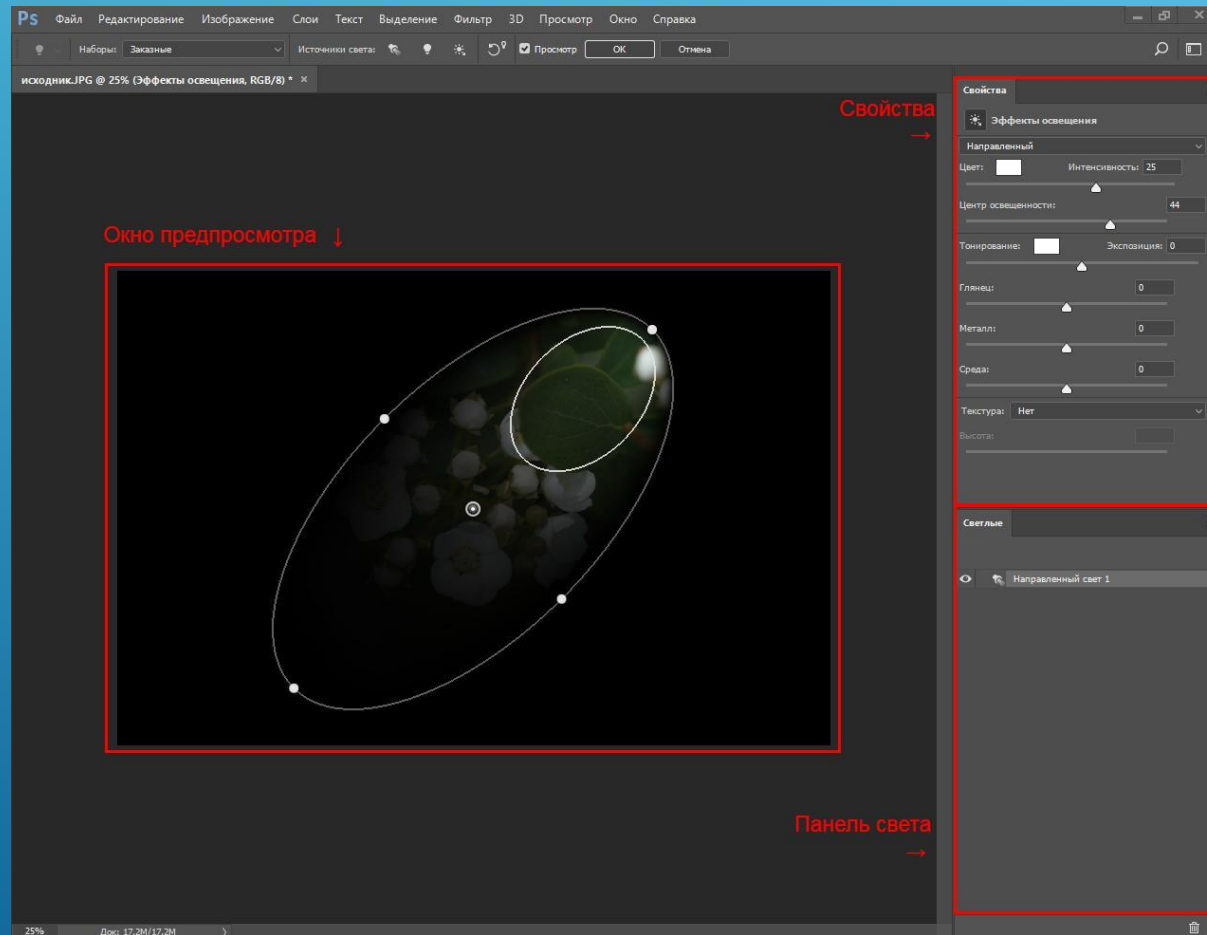 Ps Файл Редактирование Изображение Слои Текст Выделение Фильтр 3D Просмотр Окно Справка
Наборы: Заказные Источники света: Просмотр ОК Отмена
исходник.JPG @ 25% (Эффекты освещения, RGB/8) * ×
Свойства
→
Окно предпросмотра ↓
Панель света
→
Свойства
Эффекты освещения
Направленный
Цвет: Интенсивность: 25
Центр освещенности: 44
Тонирование: Экспозиция: 0
Глянец: 0
Металл: 0
Среда: 0
Текстура: Нет
Высота:
Светлые
Направленный свет 1
25% Док: 17,2M/17,2M